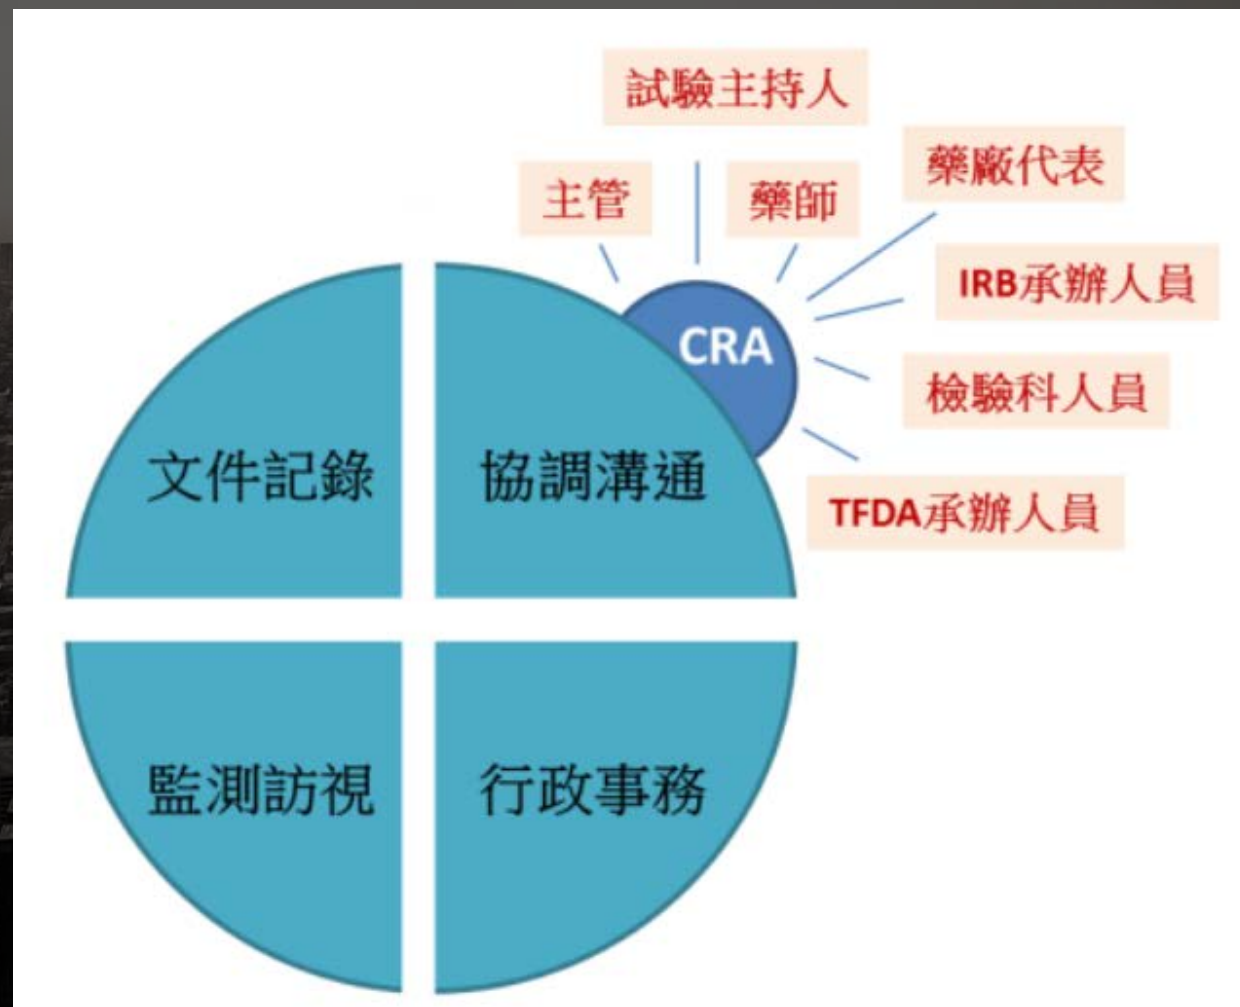 試驗主持人
主管
藥師
藥廠代表
IRB承辦人員
CRA
檢驗科人員
TFDA承辦人員
文件記錄
協調溝通
監測訪視
行政事務